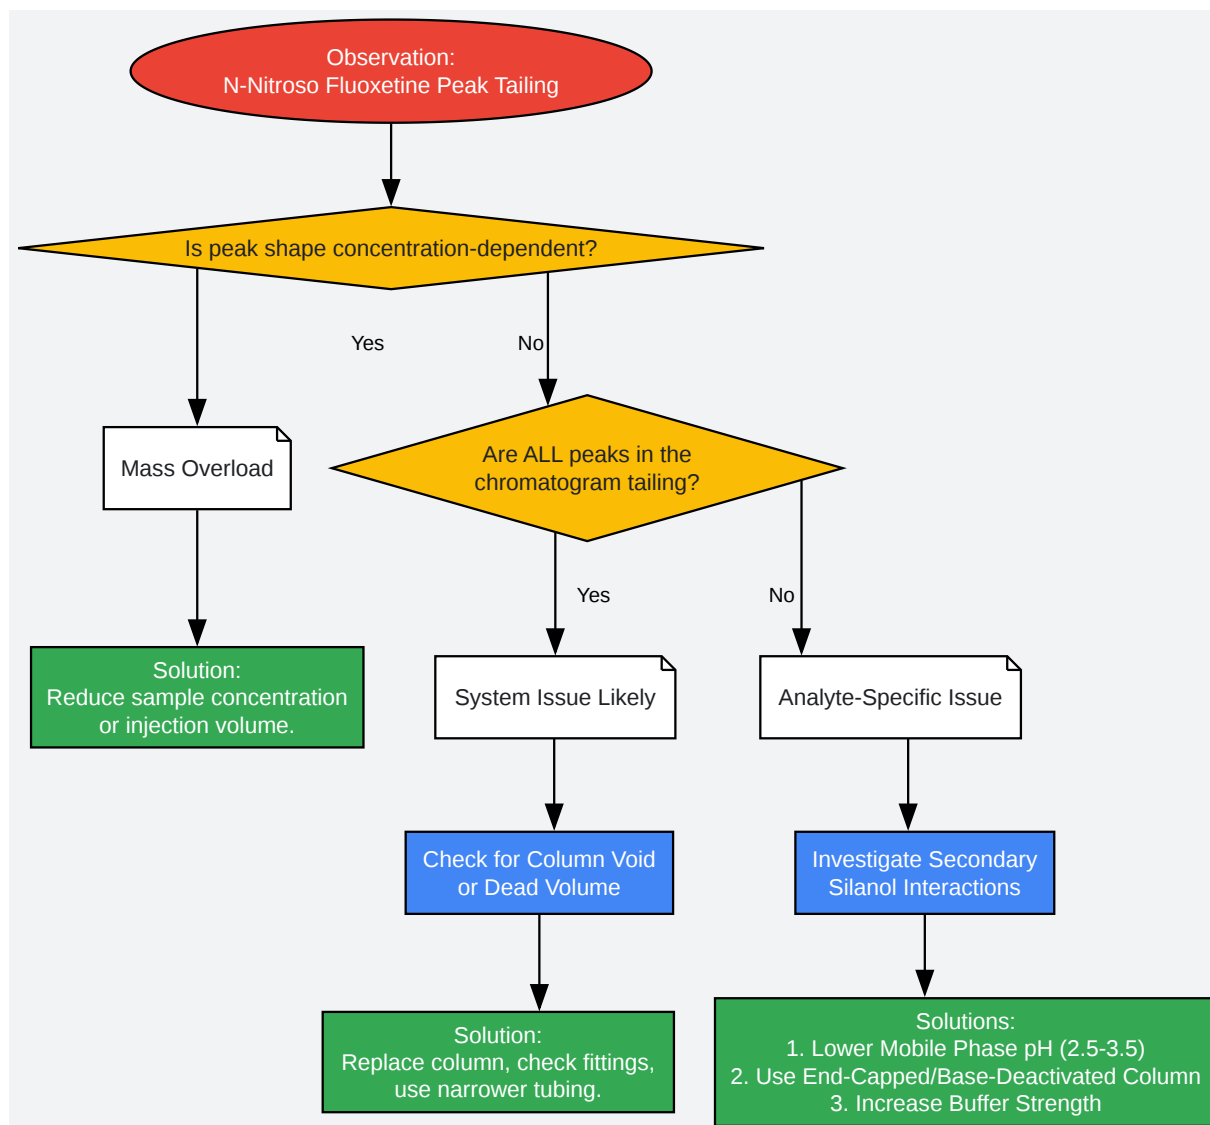 Observation:
N-Nitroso Fluoxetine Peak Tailing
Is peak shape concentration-dependent?
Yes
No
Mass Overload
Are ALL peaks in the
chromatogram tailing?
Yes
No
Solution:
Reduce sample concentration
or injection volume.
System Issue Likely
Analyte-Specific Issue
Check for Column Void
or Dead Volume
Investigate Secondary
Silanol Interactions
Solution:
Replace column, check fittings,
use narrower tubing.
Solutions:
1. Lower Mobile Phase pH (2.5-3.5)
2. Use End-Capped/Base-Deactivated Column
3. Increase Buffer Strength